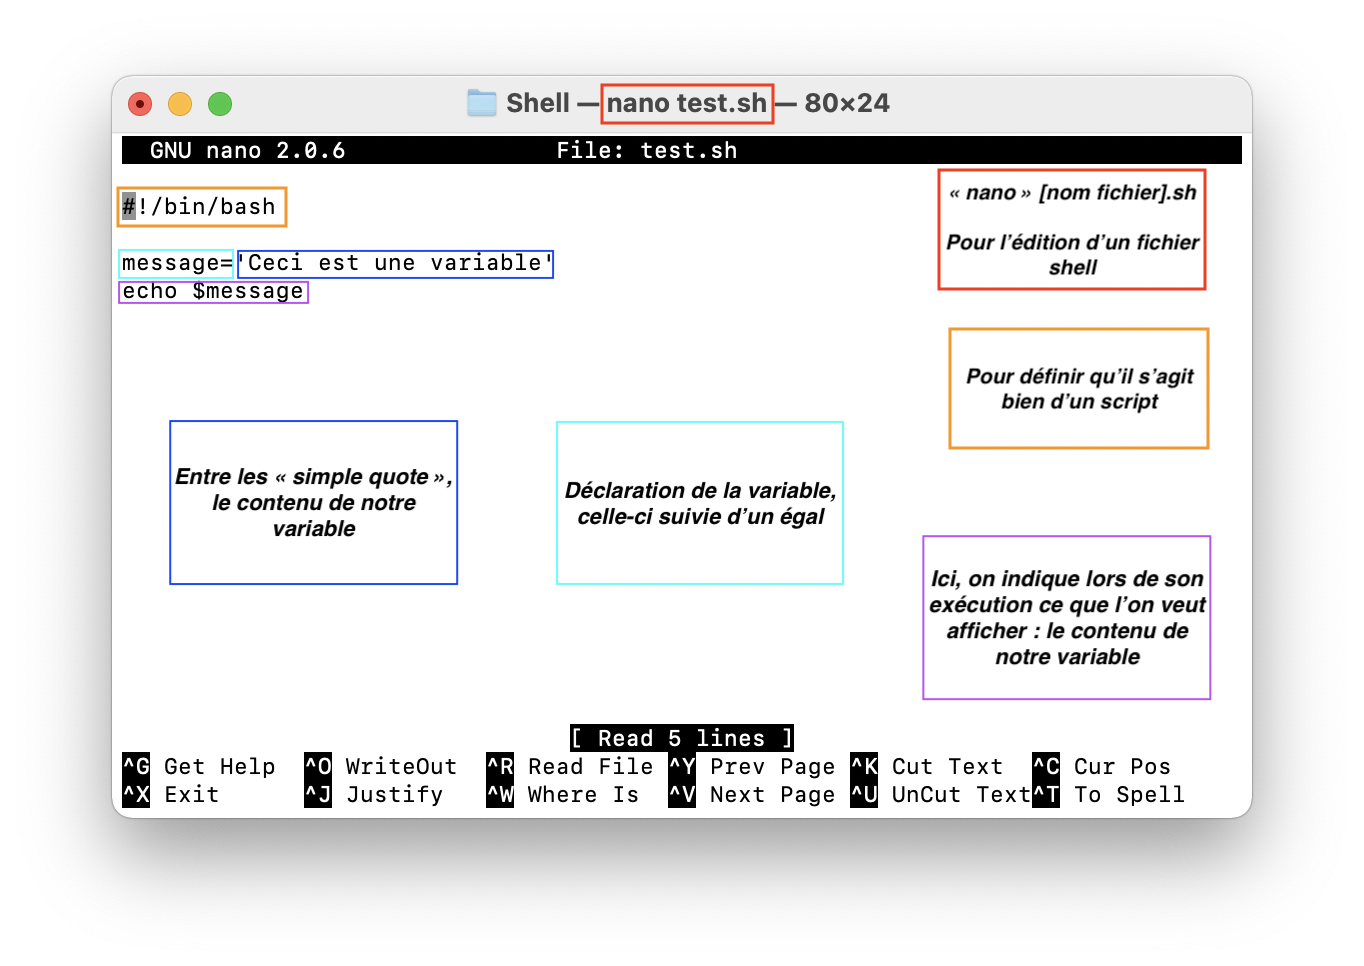 Shell — nano test.sh — 80×24
GNU nano 2.0.6 File: test.sh
#!/bin/bash
message='Ceci est une variable'
echo $message
« nano » [nom fichier].sh
Pour l’édition d’un fichier
shell
Pour définir qu’il s’agit
bien d’un script
Entre les « simple quote »,
le contenu de notre
variable
Déclaration de la variable,
celle-ci suivie d’un égal
Ici, on indique lors de son
exécution ce que l’on veut
afficher : le contenu de
notre variable
[ Read 5 lines ]
^G Get Help ^O WriteOut ^R Read File ^Y Prev Page ^K Cut Text ^C Cur Pos
^X Exit ^J Justify ^W Where Is ^V Next Page ^U UnCut Text ^T To Spell